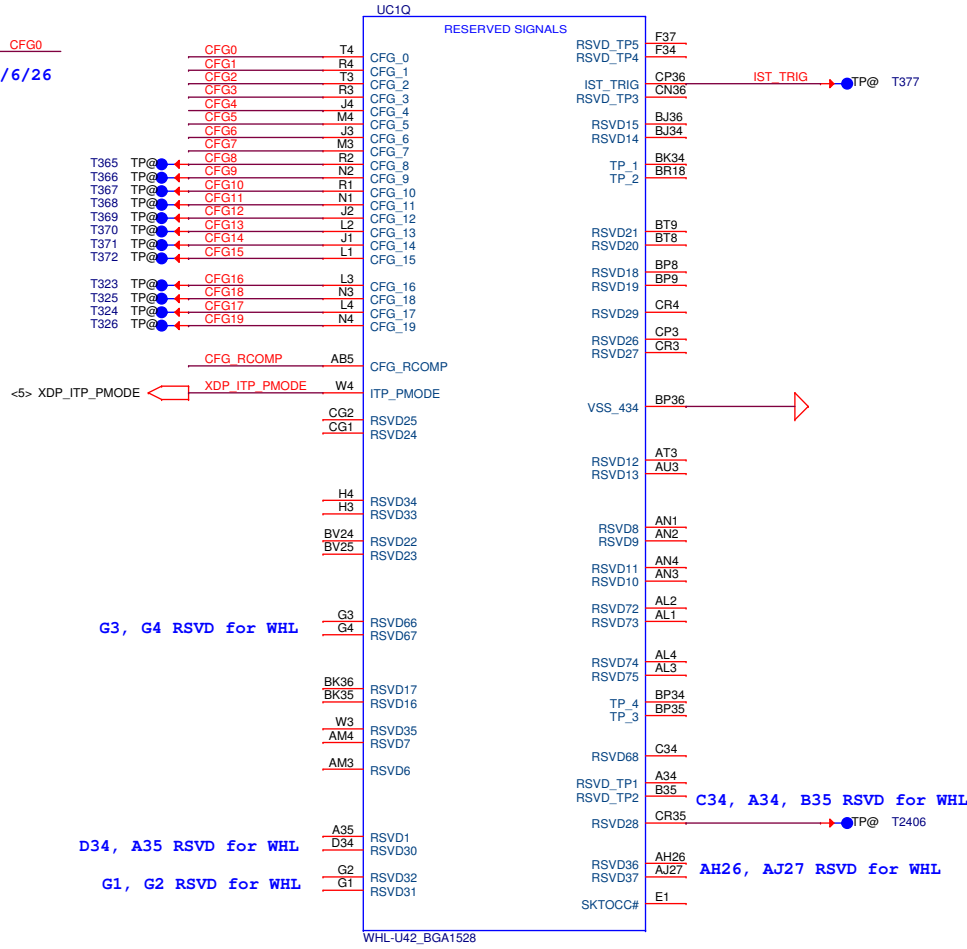 UC1Q
RESERVED SIGNALS
CFG0
/6/26
CFG0 T4 CFG_0
CFG1 R4 CFG_1
CFG2 T3 CFG_2
CFG3 R3 CFG_3
CFG4 J4 CFG_4
CFG5 M4 CFG_5
CFG6 J3 CFG_6
CFG7 M3 CFG_7
T365 TP@ CFG8 R2 CFG_8
T366 TP@ CFG9 N2 CFG_9
T367 TP@ CFG10 R1 CFG_10
T368 TP@ CFG11 N1 CFG_11
T369 TP@ CFG12 J2 CFG_12
T370 TP@ CFG13 L2 CFG_13
T371 TP@ CFG14 J1 CFG_14
T372 TP@ CFG15 L1 CFG_15
T323 TP@ CFG16 L3 CFG_16
T325 TP@ CFG18 N3 CFG_18
T324 TP@ CFG17 L4 CFG_17
T326 TP@ CFG19 N4 CFG_19
CFG_RCOMP AB5 CFG_RCOMP
<5> XDP_ITP_PMODE XDP_ITP_PMODE W4 ITP_PMODE
CG2 RSVD25
CG1 RSVD24
H4 RSVD34
H3 RSVD33
BV24 RSVD22
BV25 RSVD23
G3, G4 RSVD for WHL
G3 RSVD66
G4 RSVD67
BK36 RSVD17
BK35 RSVD16
W3 RSVD35
AM4 RSVD7
AM3 RSVD6
D34, A35 RSVD for WHL
A35 RSVD1
D34 RSVD30
G1, G2 RSVD for WHL
G2 RSVD32
G1 RSVD31
RSVD_TP5 F37
RSVD_TP4 F34
IST_TRIG CP36 IST_TRIG TP@ T377
RSVD_TP3 CN36
RSVD15 BJ36
RSVD14 BJ34
TP_1 BK34
TP_2 BR18
RSVD21 BT9
RSVD20 BT8
RSVD18 BP8
RSVD19 BP9
RSVD29 CR4
RSVD26 CP3
RSVD27 CR3
VSS_434 BP36
RSVD12 AT3
RSVD13 AU3
RSVD8 AN1
RSVD9 AN2
RSVD11 AN4
RSVD10 AN3
RSVD72 AL2
RSVD73 AL1
RSVD74 AL4
RSVD75 AL3
TP_4 BP34
TP_3 BP35
RSVD68 C34
RSVD_TP1 A34
RSVD_TP2 B35
C34, A34, B35 RSVD for WHL
RSVD28 CR35 TP@ T2406
RSVD36 AH26
RSVD37 AJ27
AH26, AJ27 RSVD for WHL
SKTOCC# E1
WHL-U42_BGA1528